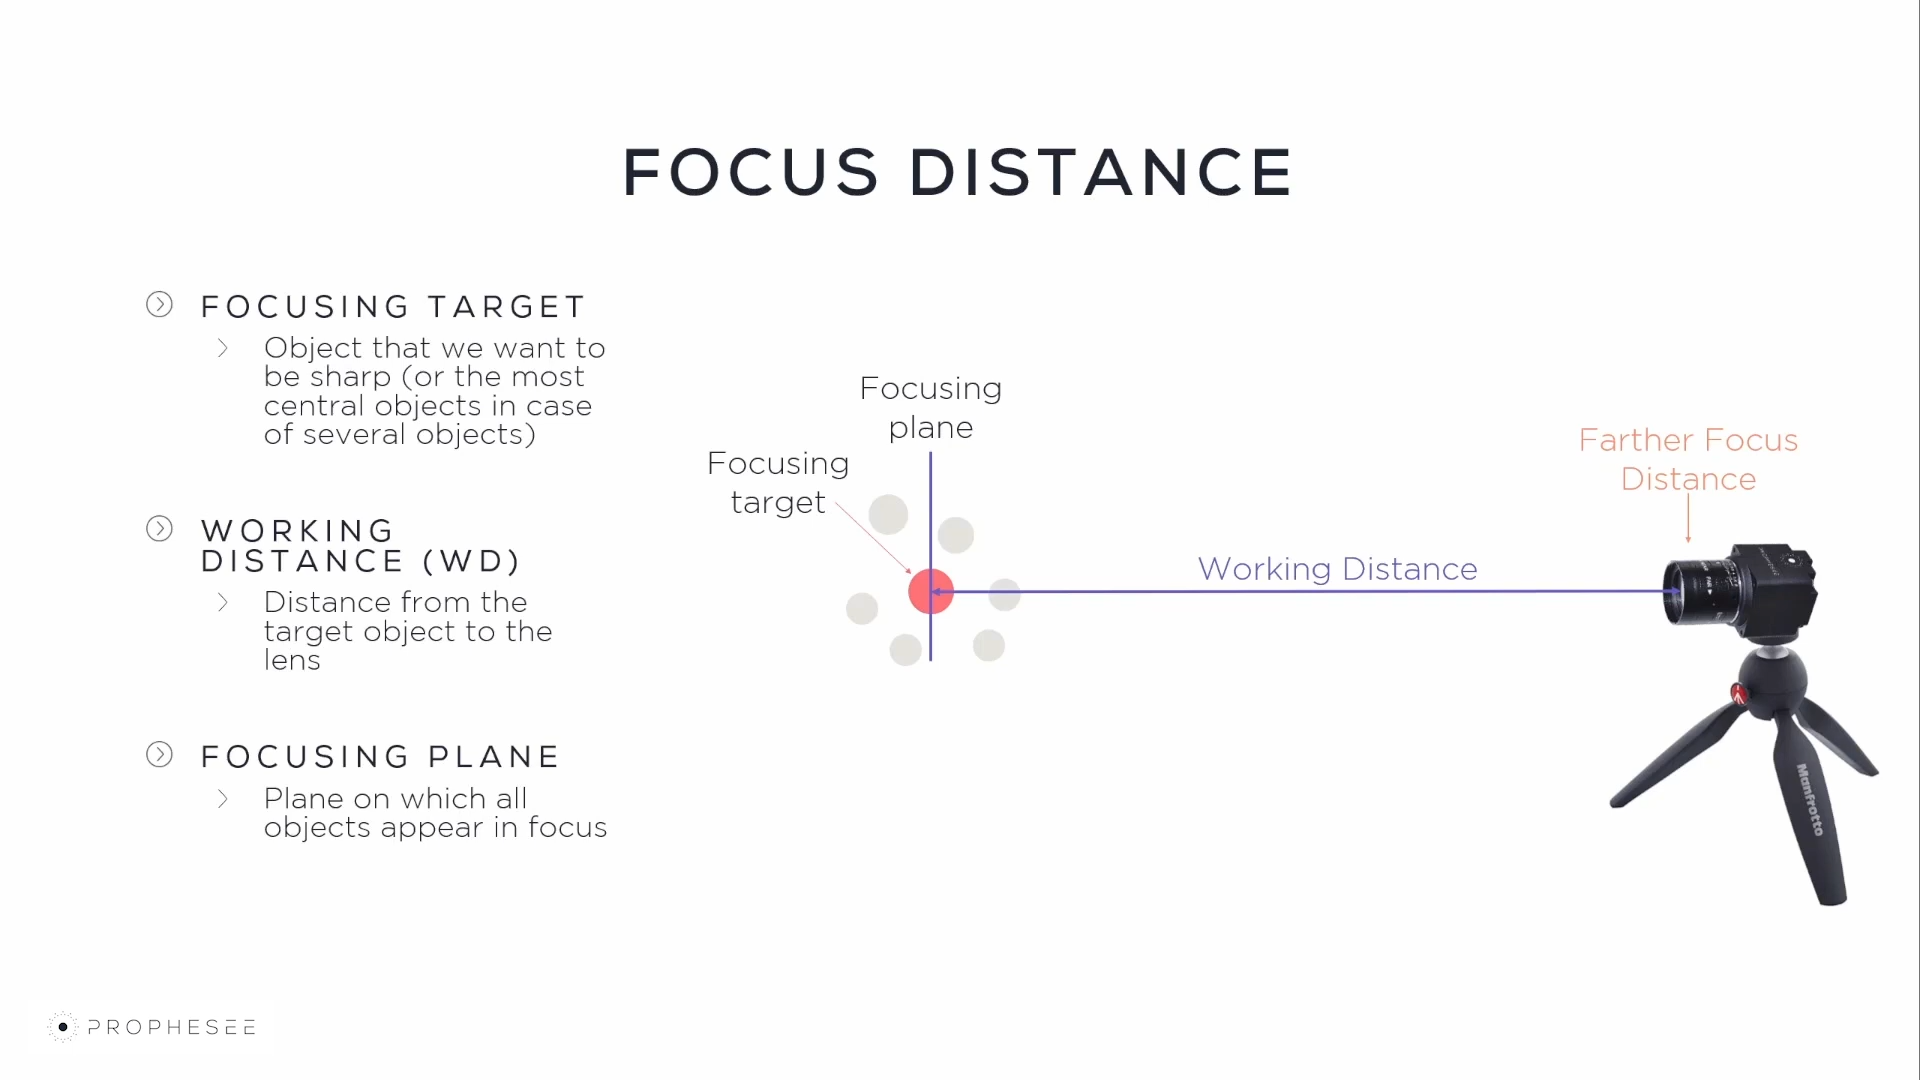 FOCUS DISTANCE
FOCUSING TARGET
Object that we want to
be sharp (or the most
central objects in case
of several objects)
WORKING
DISTANCE (WD)
Distance from the
target object to the
lens
FOCUSING PLANE
Plane on which all
objects appear in focus
Focusing
plane
Focusing
target
Working Distance
Farther Focus
Distance
Manfrotto
PROPHESEE